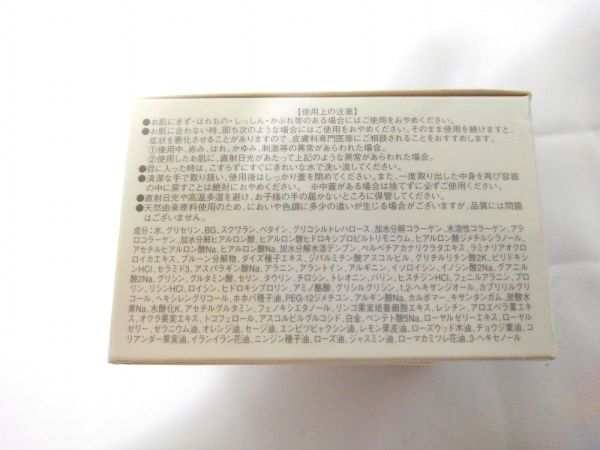 【使用上の注意】
●お肌にきず・はれもの・しっしん・かぶれ等のある場合にはご使用をおやめください。
●お肌に合わない時、即ち次のような場合にはご使用をおやめください。そのまま使用を続けますと、
症状を悪化させることがありますので、皮膚科専門医等にご相談されることをおすすめします。
①使用中、赤み、はれ、かゆみ、刺激等の異常があらわれた場合。
②使用したお肌に、直射日光があたって上記のような異常があらわれた場合。
●目に入った時は、こすらずにすぐにきれいな水で洗い流してください。
●清潔な手で取り扱い、使用後はしっかり蓋を閉めてください。また、一度取り出した中身を再び容器
の中に戻すことは絶対におやめください。 ※中蓋がある場合は捨てずに必ずご使用ください。
●直射日光や高温多湿を避け、お子様の手の届かないところに保管してください。
●天然由来原料使用のため、においや色調に多少の違いが生じる場合がございますが、品質には問題
はございません。
成分:水、グリセリン、BG、スクワラン、ベタイン、グリコシルトレハロース、加水分解コラーゲン、水溶性コラーゲン、アテロ
コラーゲン、加水分解ヒアルロン酸、ヒアルロン酸ヒドロキシプロピルトリモニウム、ヒアルロン酸ジメチルシラノール、
アセチルヒアルロン酸Na、ヒアルロン酸Na、加水分解水添デンプン、ベルベチアカナリクラタエキス、ラミナリアオクロ
ロイカエキス、プルーン分解物、ダイズ種子エキス、ジパルミチン酸アスコルビル、グリチルリチン酸2K、ピリドキシ
ンHCl、セラミド3、アスパラギン酸Na、アラニン、アラントイン、アルギニン、イソロイシン、イノシン酸2Na、グアニル
酸2Na、グリシン、グルタミン酸、セリン、タウリン、チロシン、トレオニン、バリン、ヒスチジンHCl、フェニルアラニン、プロ
リン、リシンHCl、ロイシン、ヒドロキシプロリン、アミノ酪酸、グリシルグリシン、1,2-ヘキサンジオール、カプリルグリ
コール、ヘキシレングリコール、ホホバ種子油、PEG-12ジメチコン、アルギン酸Na、カルボマー、キサンタンガム、炭酸水
素Na、水酸化K、アセチルグルタミン、フェノキシエタノール、リンゴ果実培養細胞エキス、レシチン、アロエベラ葉エキ
ス、オクラ果実エキス、トコフェロール、アスコルビルグルコシド、白金、ペンテト酸5Na、ローヤルゼリーエキス、ローヤル
ゼリー、ゼラニウム油、オレンジ油、セージ油、エンピツビャクシン油、レモン果皮油、ローズウッド木油、チョウジ葉油、コ
リアンダー果実油、イランイラン花油、ニンジン種子油、ローズ油、ジャスミン油、ローマカミツレ花油、3-ヘキセノール